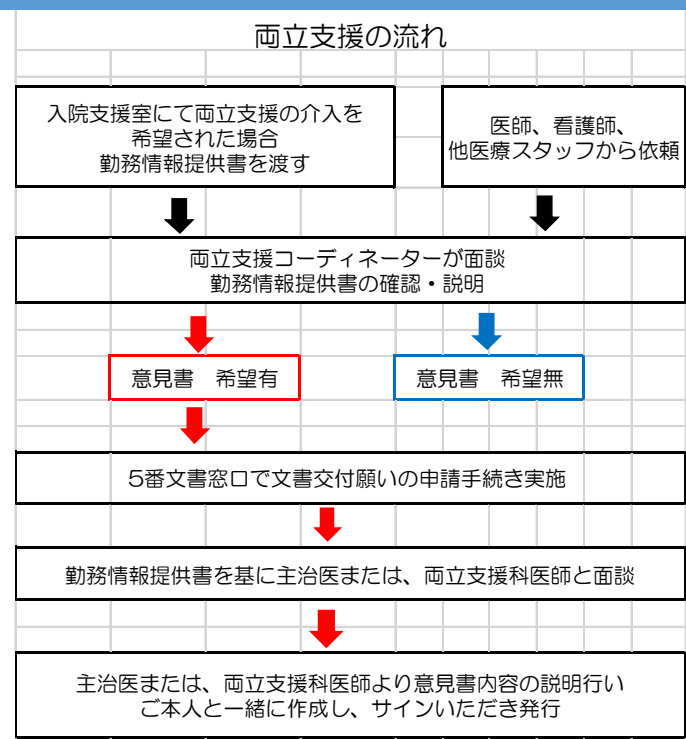 両立支援の流れ
入院支援室にて両立支援の介入を
希望された場合
勤務情報提供書を渡す
医師、看護師、
他医療スタッフから依頼
両立支援コーディネーターが面談
勤務情報提供書の確認・説明
意見書　希望有
意見書　希望無
5番文書窓口で文書交付願いの申請手続き実施
勤務情報提供書を基に主治医または、両立支援科医師と面談
主治医または、両立支援科医師より意見書内容の説明行い
ご本人と一緒に作成し、サインいただき発行